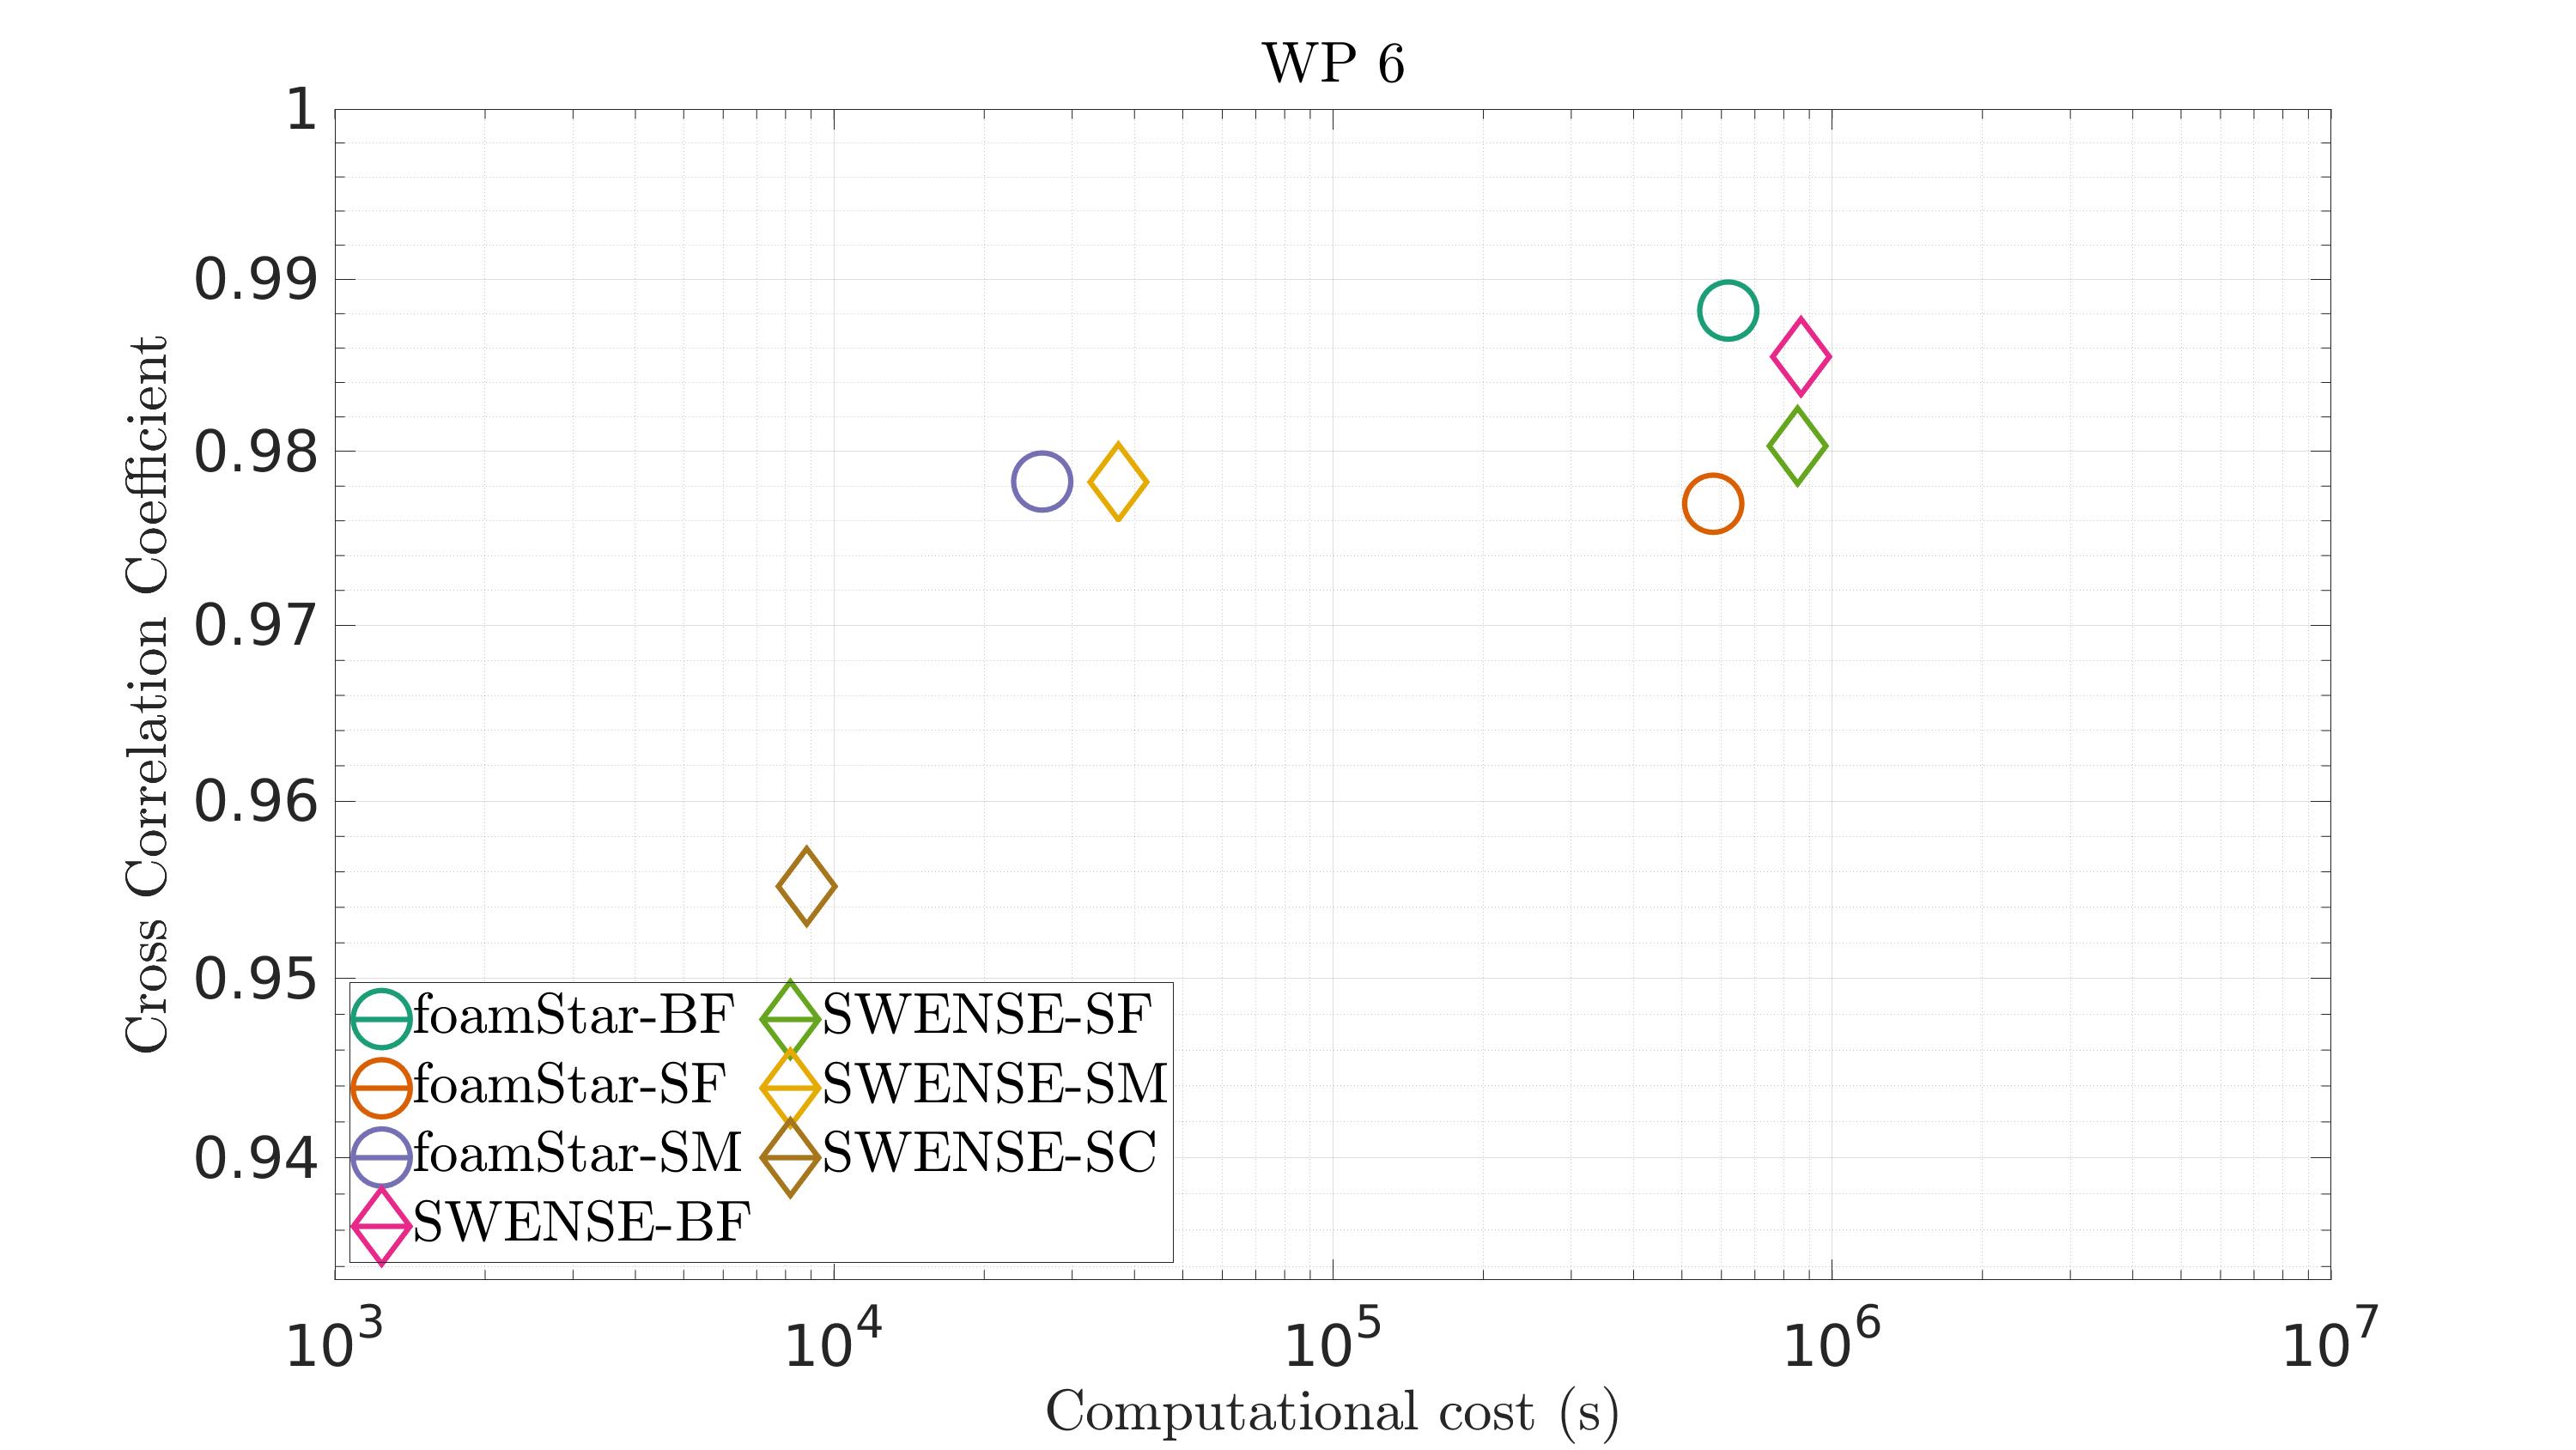 WP 6
1
0.99
0.98
0.97
0.96
0.95
0.94
Cross Correlation Coefficient
foamStar-BF
foamStar-SF
foamStar-SM
SWENSE-BF
SWENSE-SF
SWENSE-SM
SWENSE-SC
10^3 10^4 10^5 10^6 10^7
Computational cost (s)